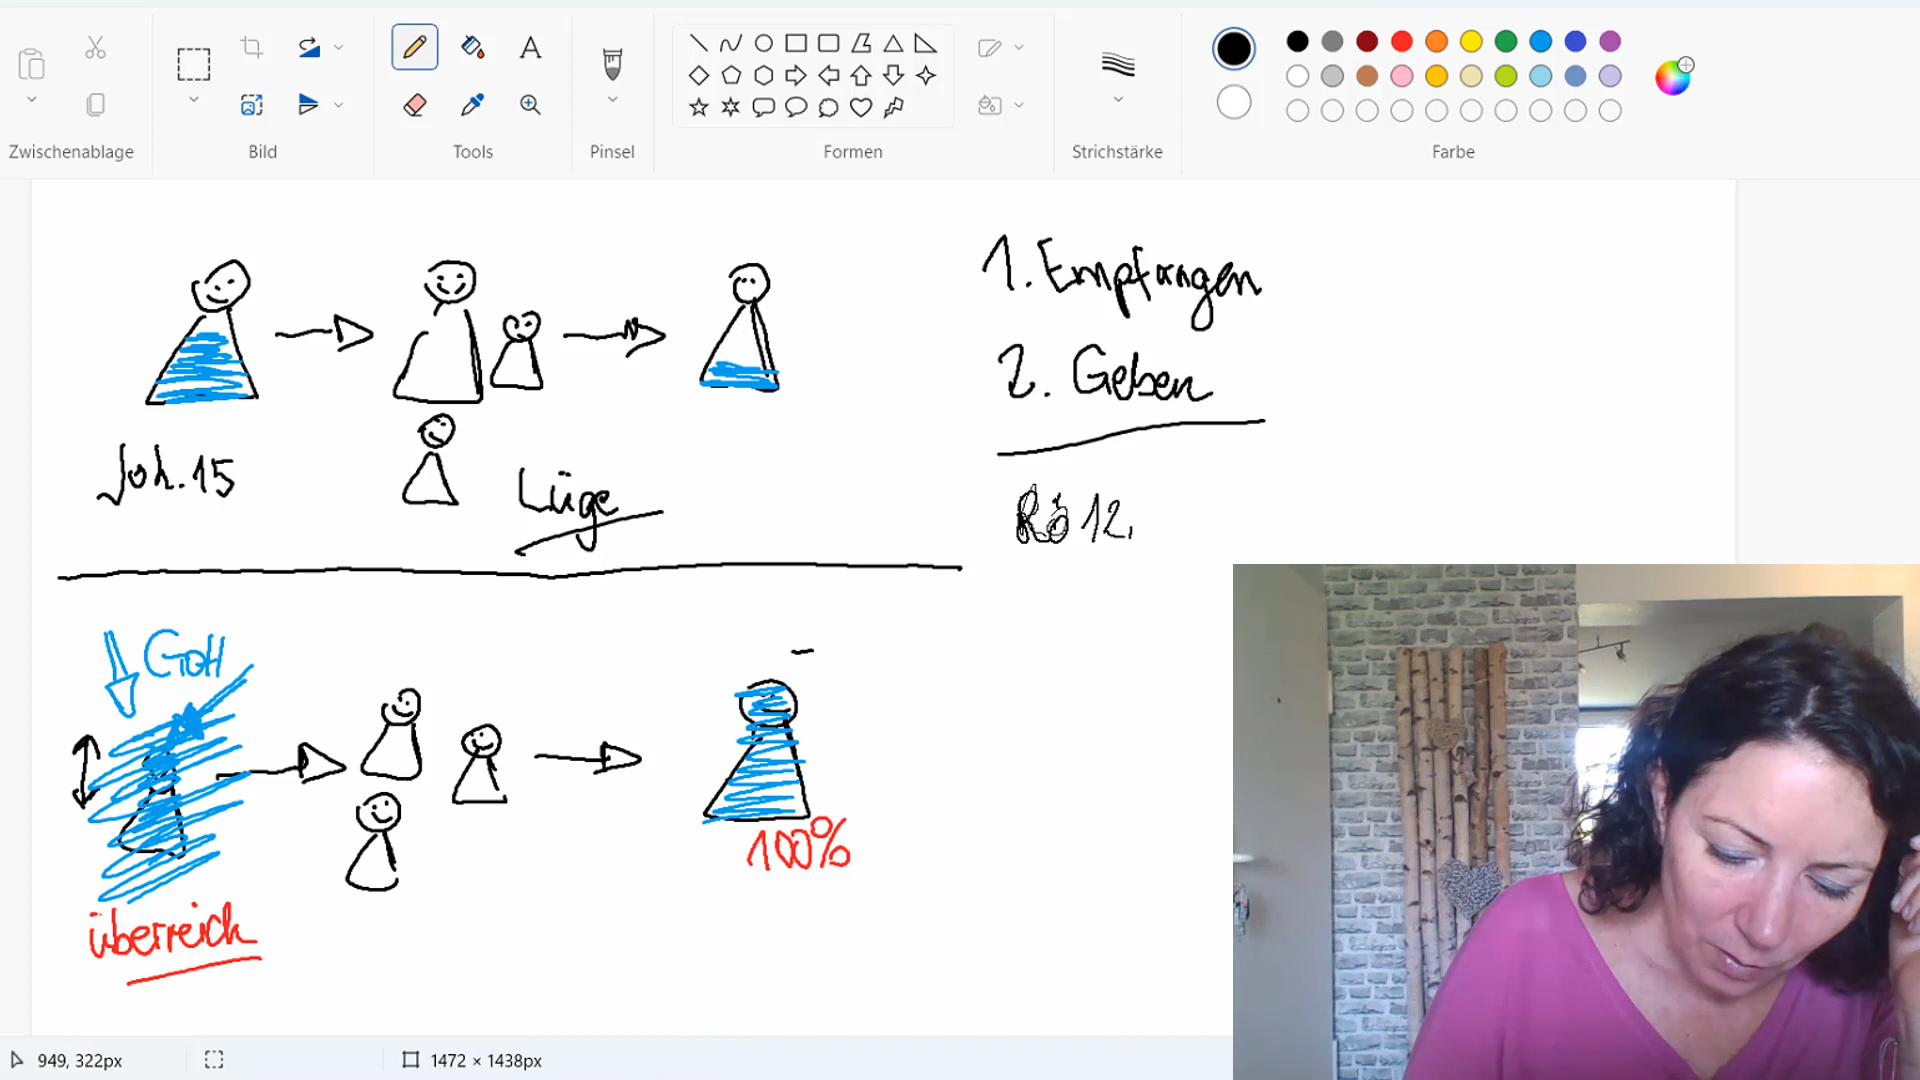 Zwischenablage
Bild
Tools
Pinsel
Formen
Strichstärke
Farbe
1. Empfangen
2. Geben
Joh. 15
Lüge
Rö 12,
Gott
überreich
100%
949, 322px
1472 × 1438px